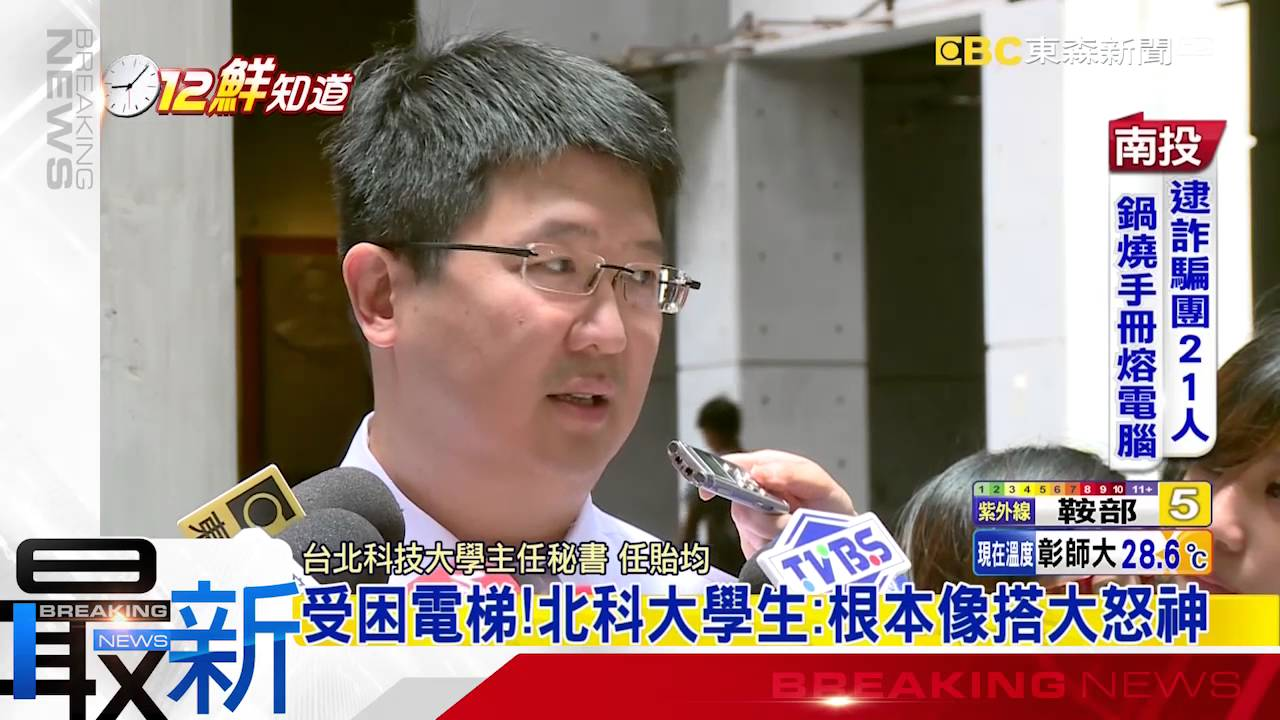 BREAKING NEWS
12鮮知道
EBC東森新聞
南投
逮詐騙團21人
鍋燒手冊熔電腦
東
TVBS
1 2 3 4 5 6 7 8 9 10 11+
紫外線 鞍部 5
現在溫度 彰師大 28.6℃
台北科技大學主任秘書 任貽均
受困電梯!北科大學生:根本像搭大怒神
最新
BREAKING NEWS
BREAKING NEWS